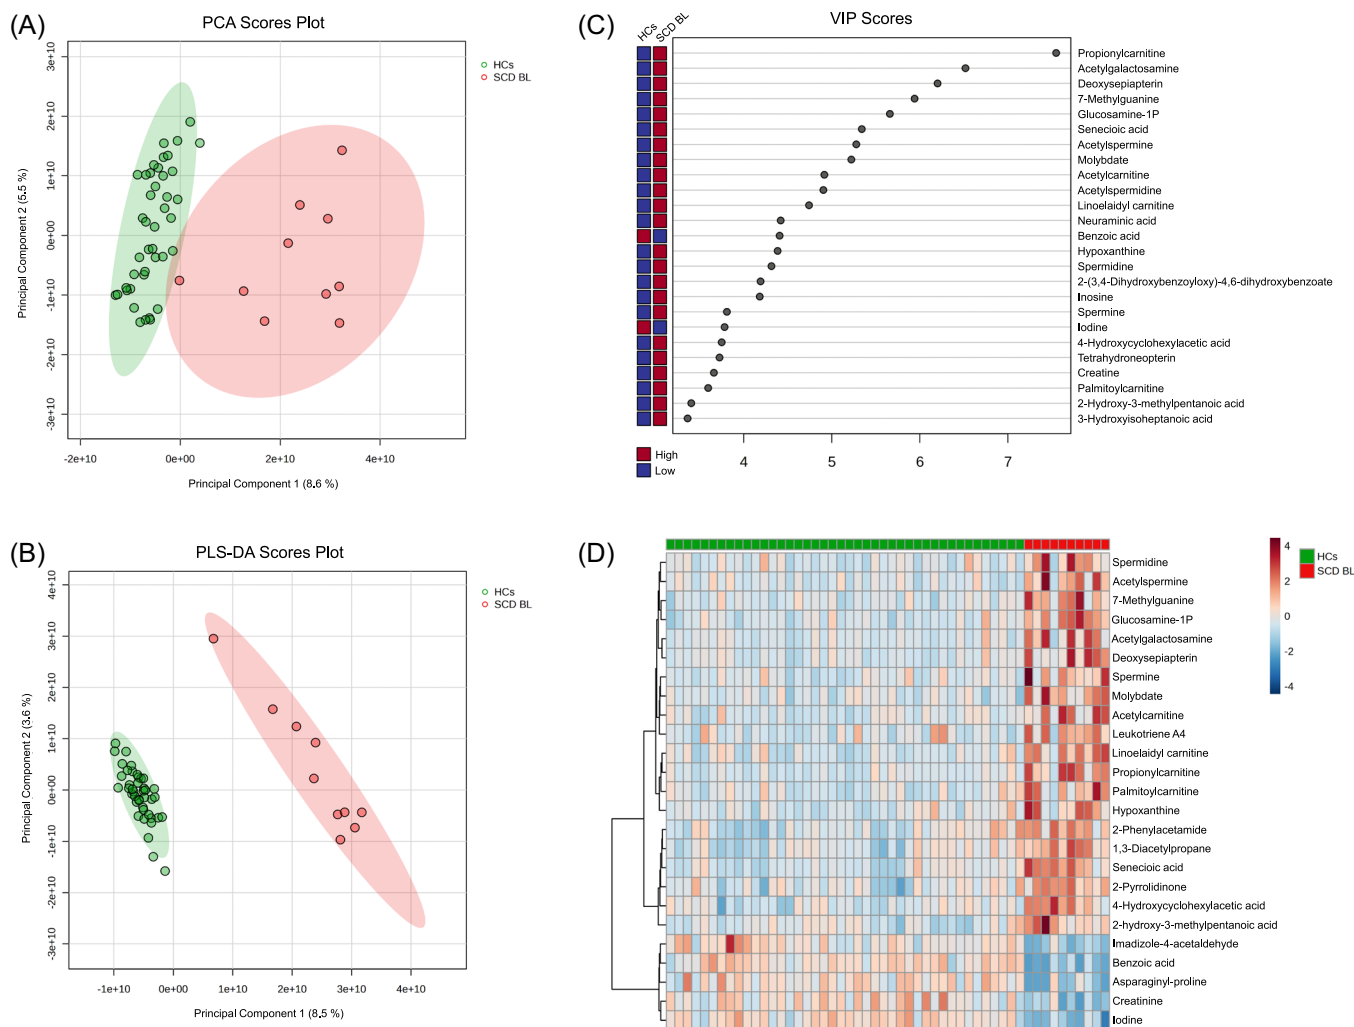 (A)
PCA Scores Plot
HCs
SCD BL
3e+10
2e+10
1e+10
0e+00
-1e+10
-2e+10
-3e+10
Principal Component 2 (5.5 %)
-2e+10 0e+00 2e+10 4e+10
Principal Component 1 (8.6 %)
(B)
PLS-DA Scores Plot
HCs
SCD BL
4e+10
3e+10
2e+10
1e+10
0e+00
-1e+10
-2e+10
-3e+10
Principal Component 2 (3.6 %)
-1e+10 0e+00 1e+10 2e+10 3e+10 4e+10
Principal Component 1 (8.5 %)
(C)
VIP Scores
HCs
SCD BL
Propionylcarnitine
Acetylgalactosamine
Deoxysepiapterin
7-Methylguanine
Glucosamine-1P
Senecioic acid
Acetylspermine
Molybdate
Acetylcarnitine
Acetylspermidine
Linoelaidyl carnitine
Neuraminic acid
Benzoic acid
Hypoxanthine
Spermidine
2-(3,4-Dihydroxybenzoyloxy)-4,6-dihydroxybenzoate
Inosine
Spermine
Iodine
4-Hydroxycyclohexylacetic acid
Tetrahydroneopterin
Creatine
Palmitoylcarnitine
2-Hydroxy-3-methylpentanoic acid
3-Hydroxyisoheptanoic acid
High
Low
4 5 6 7
(D)
Spermidine
Acetylspermine
7-Methylguanine
Glucosamine-1P
Acetylgalactosamine
Deoxysepiapterin
Spermine
Molybdate
Acetylcarnitine
Leukotriene A4
Linoelaidyl carnitine
Propionylcarnitine
Palmitoylcarnitine
Hypoxanthine
2-Phenylacetamide
1,3-Diacetylpropane
Senecioic acid
2-Pyrrolidinone
4-Hydroxycyclohexylacetic acid
2-hydroxy-3-methylpentanoic acid
Imadizole-4-acetaldehyde
Benzoic acid
Asparaginyl-proline
Creatinine
Iodine
4
2
0
-2
-4
HCs
SCD BL